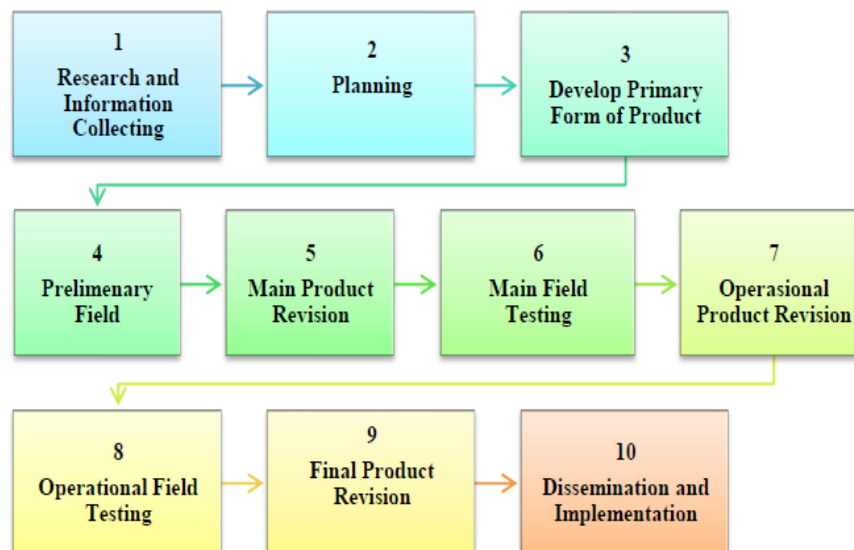 1
Research and
Information
Collecting
2
Planning
3
Develop Primary
Form of Product
4
Prelimenary
Field
5
Main Product
Revision
6
Main Field
Testing
7
Operasional
Product Revision
8
Operational Field
Testing
9
Final Product
Revision
10
Dissemination and
Implementation